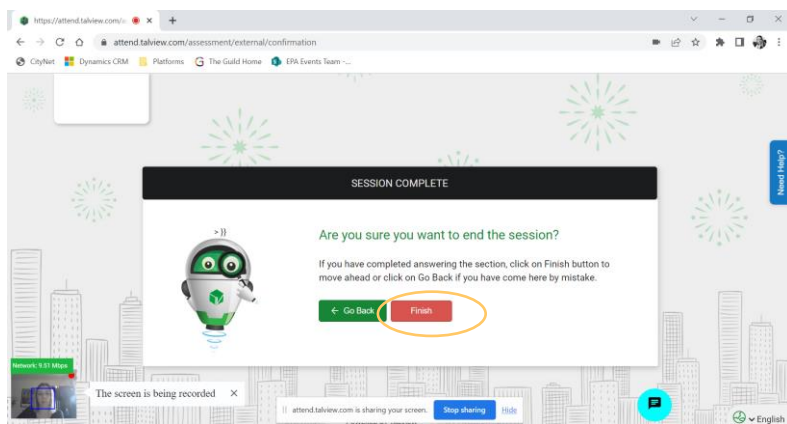 https://attend.talview.com/
attend.talview.com/assessment/external/confirmation
CityNet
Dynamics CRM
Platforms
The Guild Home
EPA Events Team -...
Need Help?
SESSION COMPLETE
> }}
Are you sure you want to end the session?
If you have completed answering the section, click on Finish button to
move ahead or click on Go Back if you have come here by mistake.
← Go Back
Finish
Network: 9.51 Mbps
The screen is being recorded ×
attend.talview.com is sharing your screen.
Stop sharing
Hide
English